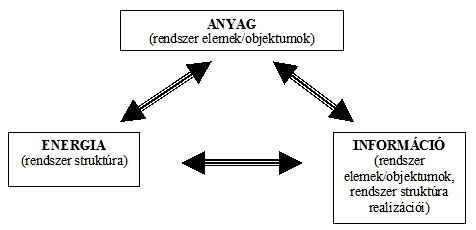 ANYAG
(rendszer elemek/objektumok)
ENERGIA
(rendszer struktúra)
INFORMÁCIÓ
(rendszer
elemek/objektumok,
rendszer struktúra
realizációi)